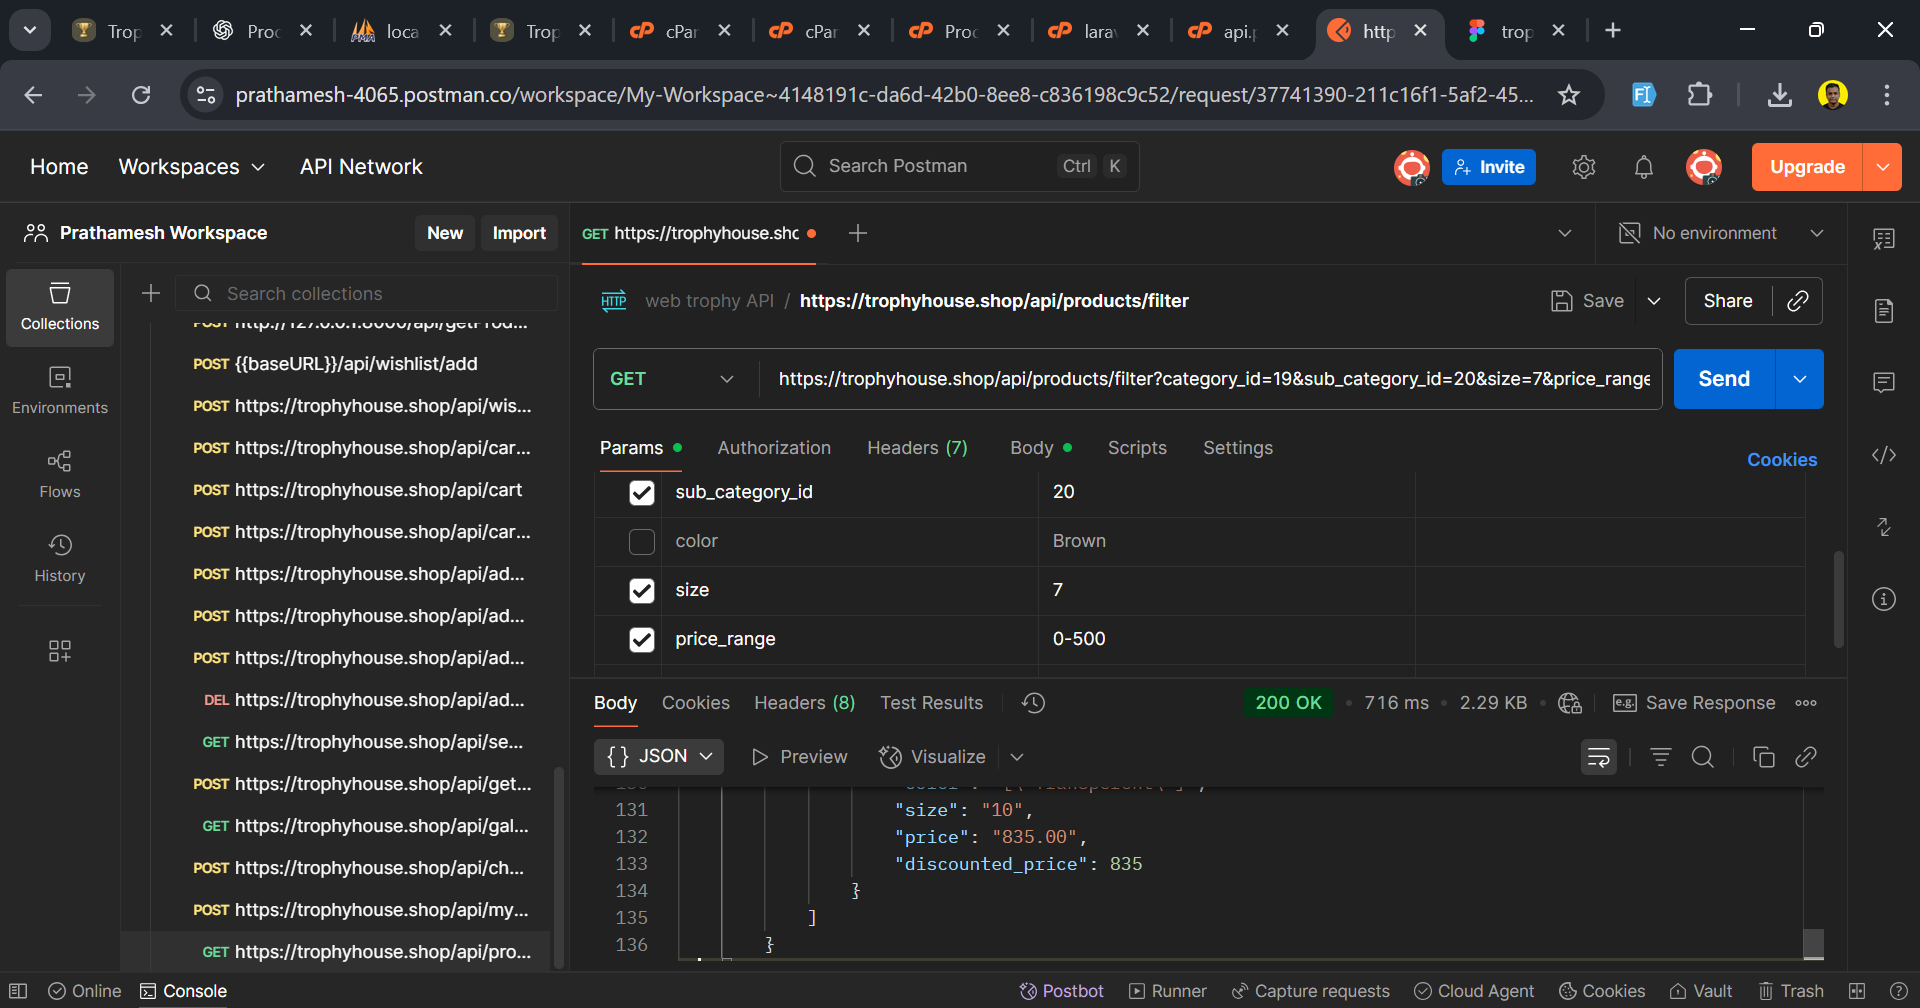 Trop
Proc
loca
Trop
cPar
cPar
Proc
larav
api.p
http
trop
prathamesh-4065.postman.co/workspace/My-Workspace~4148191c-da6d-42b0-8ee8-c836198c9c52/request/37741390-211c16f1-5af2-45...
Home
Workspaces
API Network
Search Postman
Ctrl
K
Invite
Upgrade
Prathamesh Workspace
New
Import
GET https://trophyhouse.shc
No environment
Collections
Environments
Flows
History
Search collections
POST http://127.0.0.1:8000/api/getProd...
POST {{baseURL}}/api/wishlist/add
POST https://trophyhouse.shop/api/wis...
POST https://trophyhouse.shop/api/car...
POST https://trophyhouse.shop/api/cart
POST https://trophyhouse.shop/api/car...
POST https://trophyhouse.shop/api/ad...
POST https://trophyhouse.shop/api/ad...
POST https://trophyhouse.shop/api/ad...
DEL https://trophyhouse.shop/api/ad...
GET https://trophyhouse.shop/api/se...
POST https://trophyhouse.shop/api/get...
GET https://trophyhouse.shop/api/gal...
POST https://trophyhouse.shop/api/ch...
POST https://trophyhouse.shop/api/my...
GET https://trophyhouse.shop/api/pro...
HTTP
web trophy API / https://trophyhouse.shop/api/products/filter
Save
Share
GET
https://trophyhouse.shop/api/products/filter?category_id=19&sub_category_id=20&size=7&price_range
Send
Params
Authorization
Headers (7)
Body
Scripts
Settings
Cookies
sub_category_id 20
color Brown
size 7
price_range 0-500
Body
Cookies
Headers (8)
Test Results
200 OK
716 ms
2.29 KB
e.g.
Save Response
{} JSON
Preview
Visualize
131 "size": "10",
132 "price": "835.00",
133 "discounted_price": 835
134 }
135 ]
136 }
Online
Console
Postbot
Runner
Capture requests
Cloud Agent
Cookies
Vault
Trash